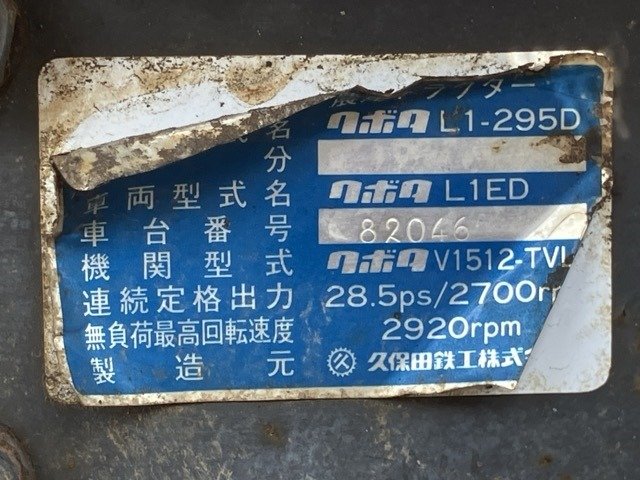 トラクター
名 クボタ L1-295D
分
車両型式名 クボタ L1ED
車台番号 82046
機関型式 クボタ V1512-TVL
連続定格出力 28.5ps/2700r
無負荷最高回転速度 2920rpm
製造元 久保田鉄工株式